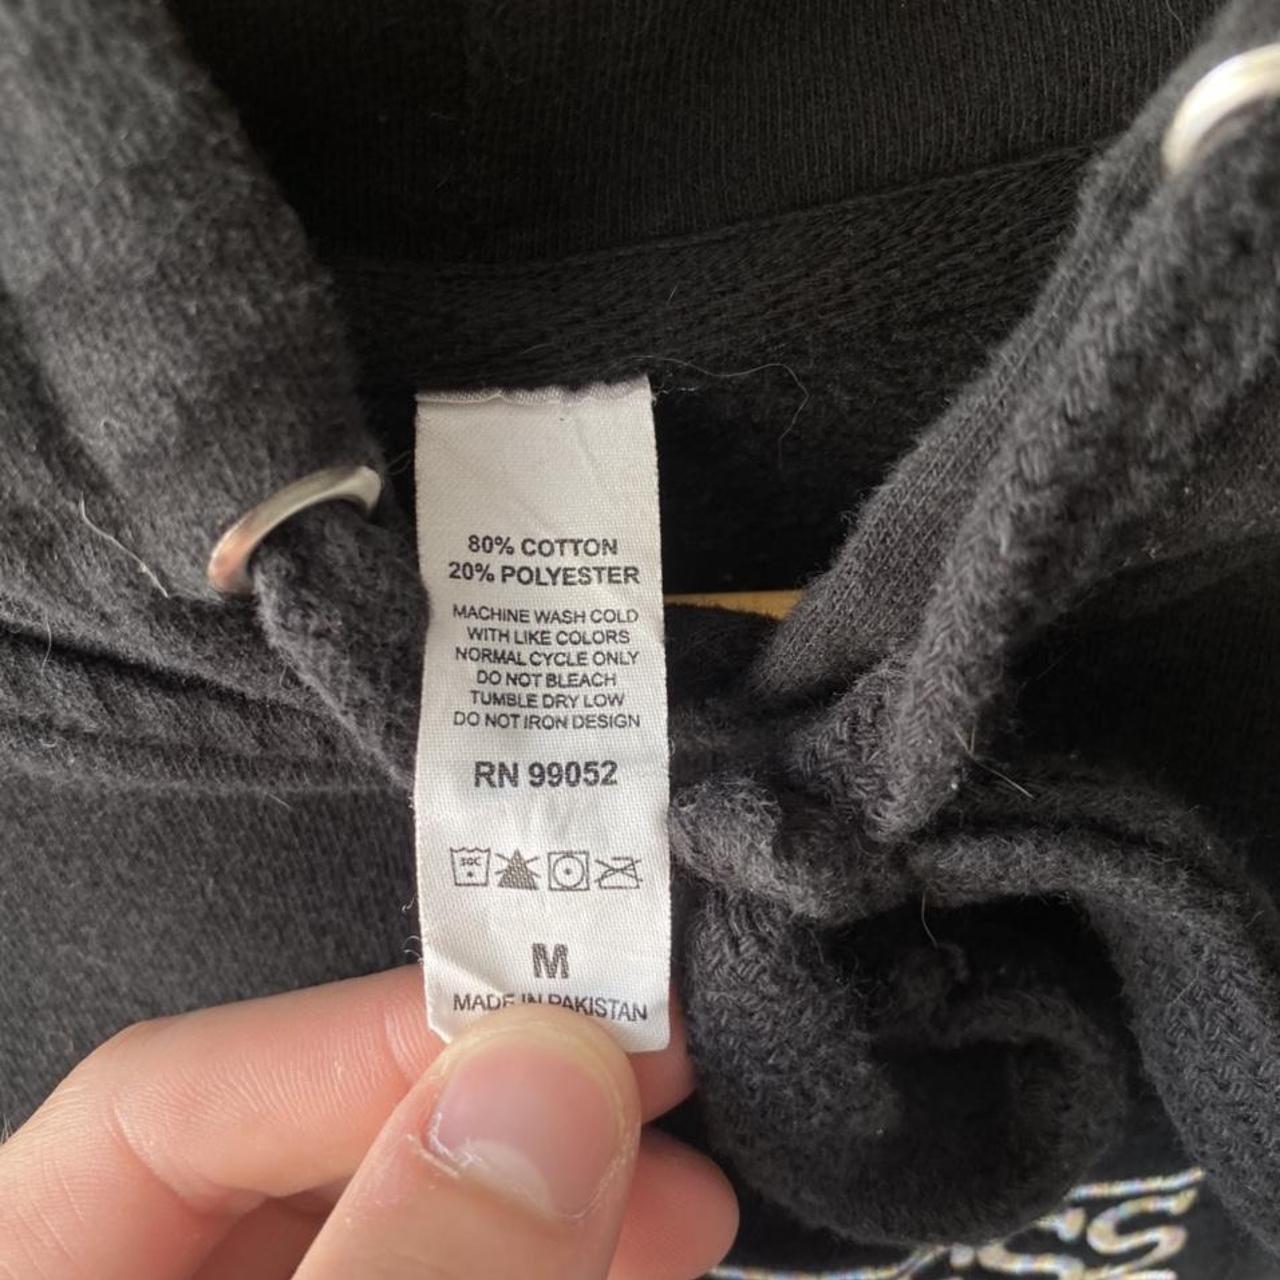 80% COTTON
20% POLYESTER
MACHINE WASH COLD
WITH LIKE COLORS
NORMAL CYCLE ONLY
DO NOT BLEACH
TUMBLE DRY LOW
DO NOT IRON DESIGN
RN 99052
30C
M
MADE IN PAKISTAN